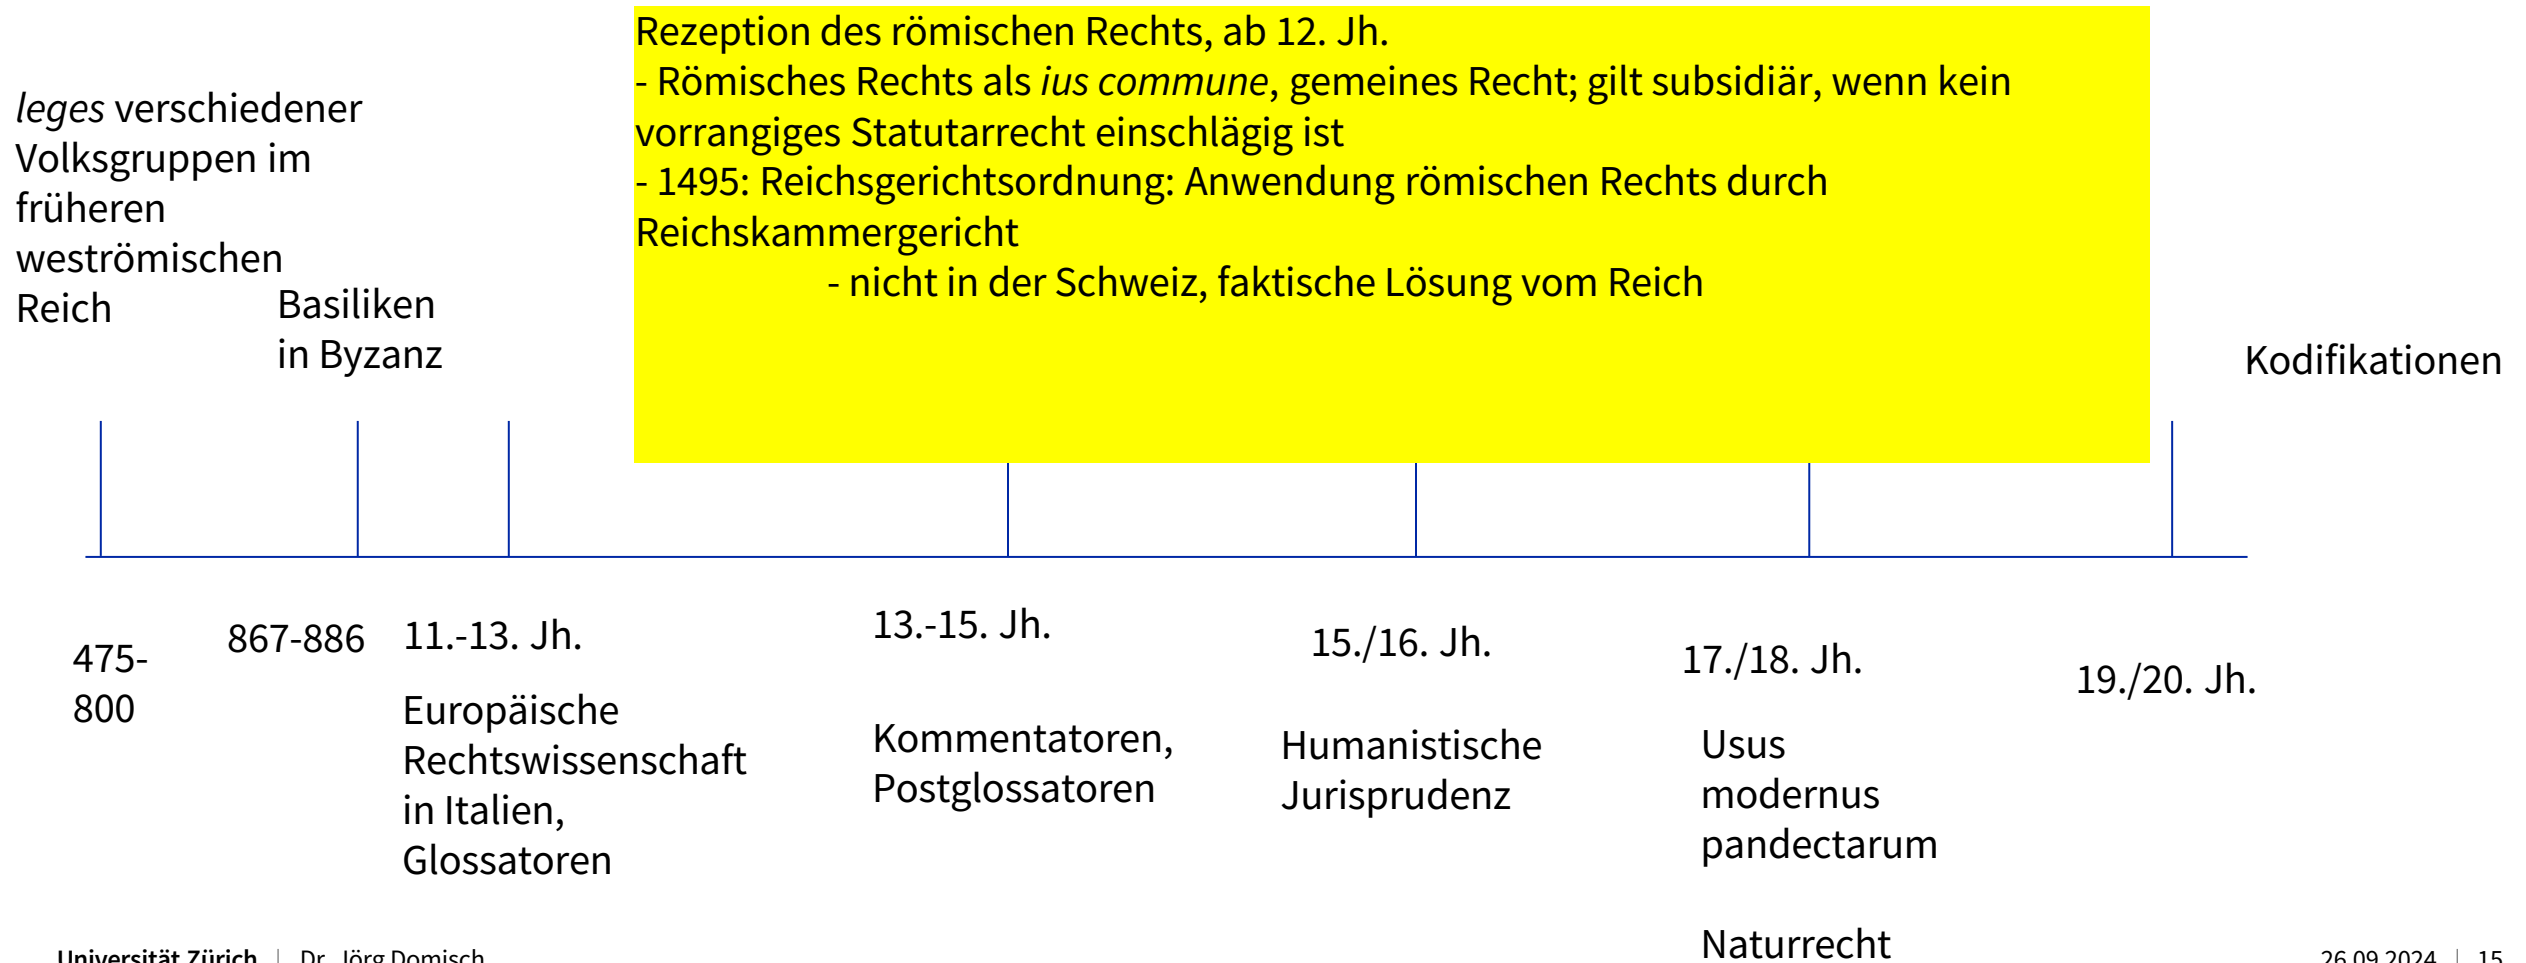 Rezeption des römischen Rechts, ab 12. Jh.
- Römisches Rechts als ius commune, gemeines Recht; gilt subsidiär, wenn kein
vorrangiges Statutarrecht einschlägig ist
- 1495: Reichsgerichtsordnung: Anwendung römischen Rechts durch
Reichskammergericht
- nicht in der Schweiz, faktische Lösung vom Reich
leges verschiedener
Volksgruppen im
früheren
weströmischen
Reich
Basiliken
in Byzanz
Kodifikationen
475-
800
867-886
11.-13. Jh.
Europäische
Rechtswissenschaft
in Italien,
Glossatoren
13.-15. Jh.
Kommentatoren,
Postglossatoren
15./16. Jh.
Humanistische
Jurisprudenz
17./18. Jh.
Usus
modernus
pandectarum
Naturrecht
19./20. Jh.
Universität Zürich | Dr. Jörg Domisch
26.09.2024 | 15